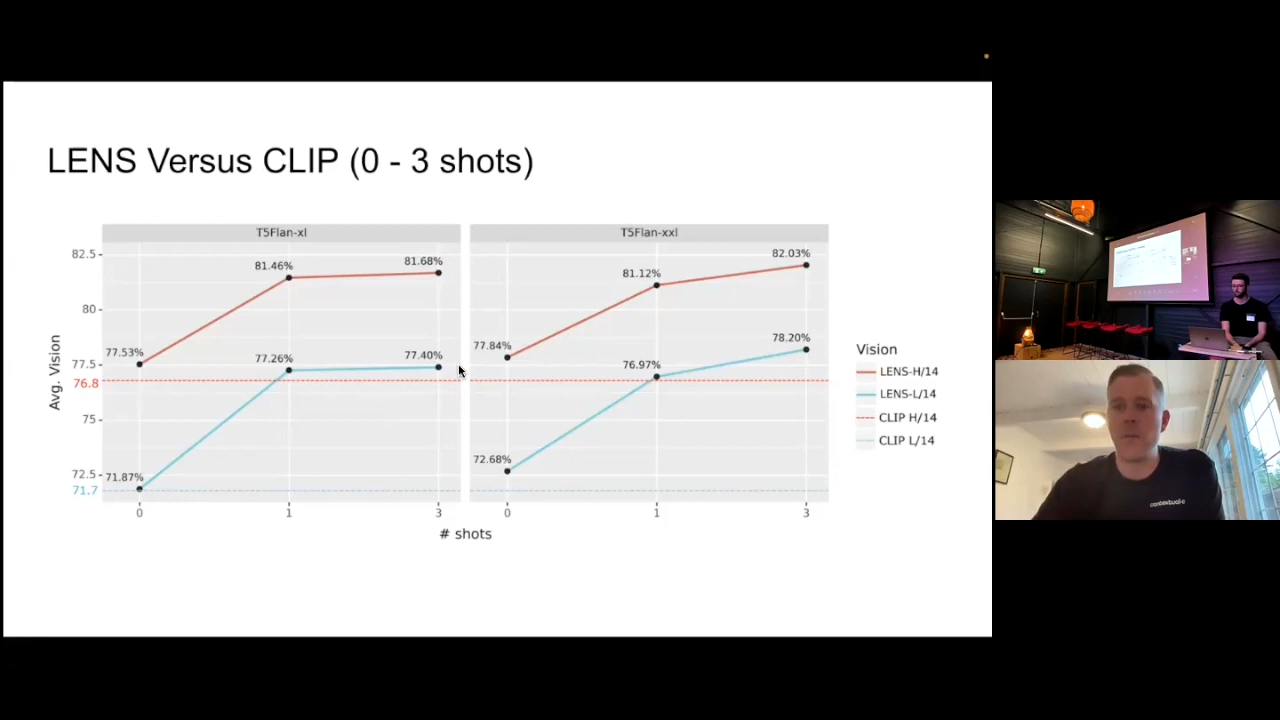 LENS Versus CLIP (0 - 3 shots)
T5Flan-xl
T5Flan-xxl
82.5
80
77.5
76.8
75
72.5
71.7
Avg. Vision
77.53%
81.46%
81.68%
71.87%
77.26%
77.40%
77.84%
81.12%
82.03%
72.68%
76.97%
78.20%
0
1
3
0
1
3
# shots
Vision
LENS-H/14
LENS-L/14
CLIP H/14
CLIP L/14